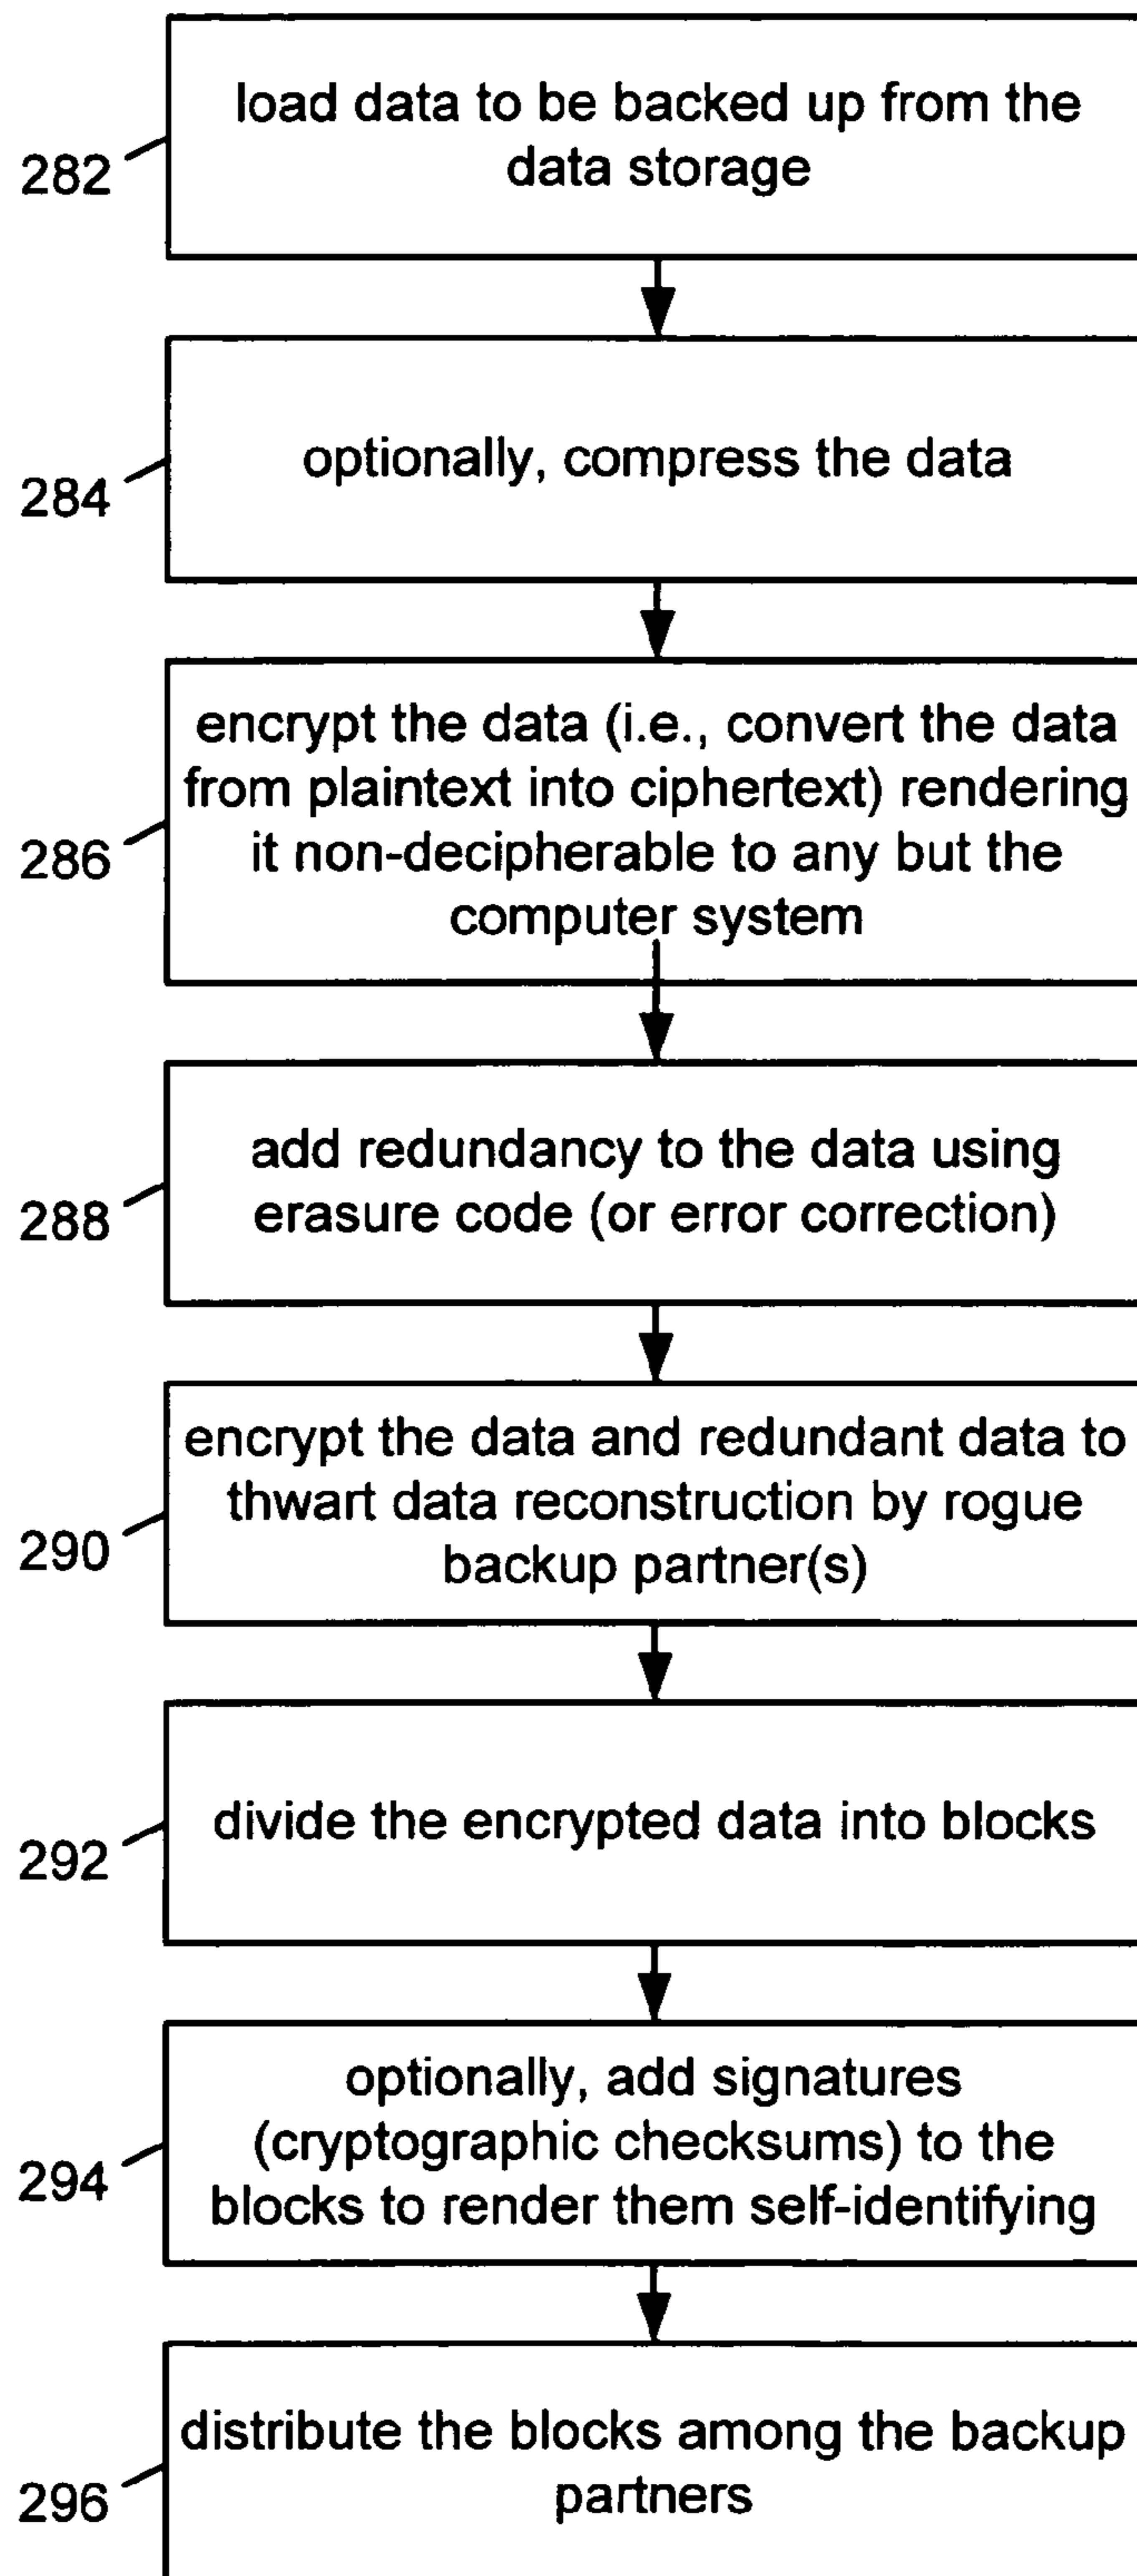 load data to be backed up from the
data storage
282
optionally, compress the data
284
encrypt the data (i.e., convert the data
from plaintext into ciphertext) rendering
it non-decipherable to any but the
computer system
286
add redundancy to the data using
erasure code (or error correction)
288
encrypt the data and redundant data to
thwart data reconstruction by rogue
backup partner(s)
290
divide the encrypted data into blocks
292
optionally, add signatures
(cryptographic checksums) to the
blocks to render them self-identifying
294
distribute the blocks among the backup
partners
296